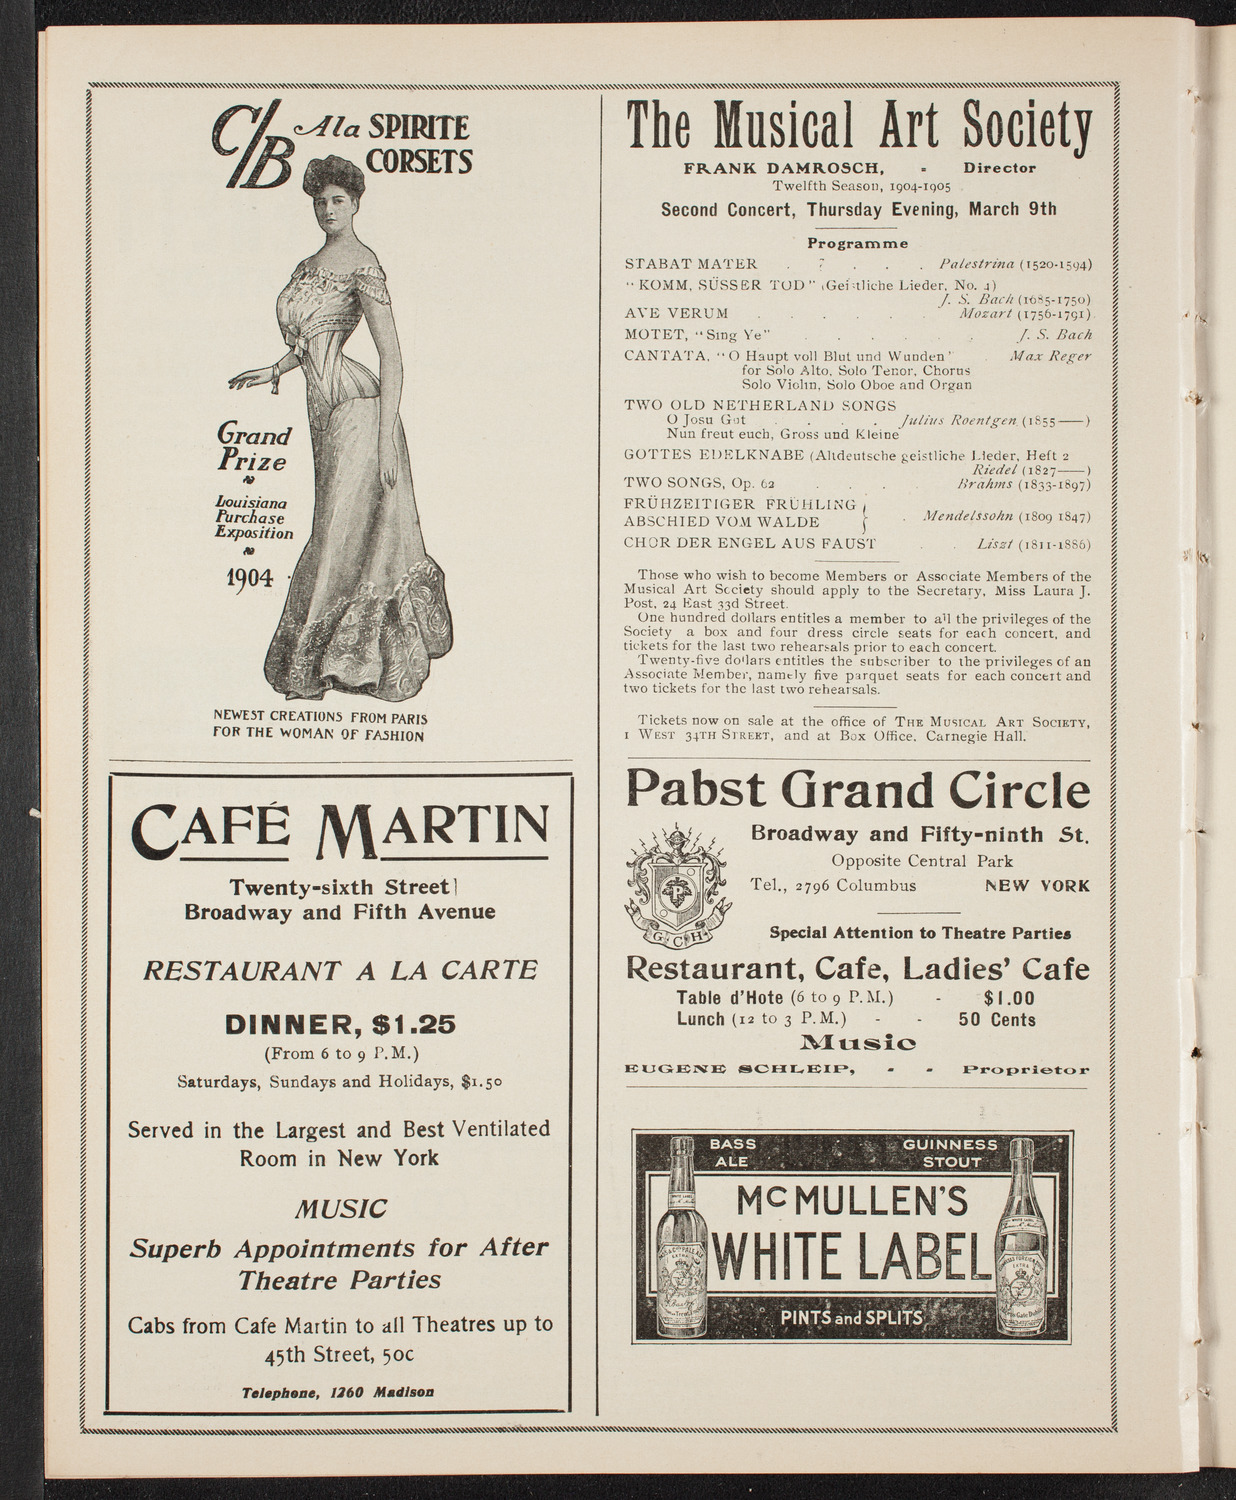 C/B A la SPIRITE
CORSETS
Grand
Prize
Louisiana
Purchase
Exposition
1904
NEWEST CREATIONS FROM PARIS
FOR THE WOMAN OF FASHION
CAFÉ MARTIN
Twenty-sixth Street
Broadway and Fifth Avenue
RESTAURANT A LA CARTE
DINNER, $1.25
(From 6 to 9 P.M.)
Saturdays, Sundays and Holidays, $1.50
Served in the Largest and Best Ventilated
Room in New York
MUSIC
Superb Appointments for After
Theatre Parties
Cabs from Cafe Martin to all Theatres up to
45th Street, 50c
Telephone, 1260 Madison
The Musical Art Society
FRANK DAMROSCH, - Director
Twelfth Season, 1904-1905
Second Concert, Thursday Evening, March 9th
Programme
STABAT MATER . . . . . Palestrina (1520-1594)
"KOMM, SÜSSER TOD" (Geistliche Lieder, No. 4)
J. S. Bach (1685-1750)
AVE VERUM . . . . . . Mozart (1756-1791)
MOTET, "Sing Ye" . . . . . . J. S. Bach
CANTATA, "O Haupt voll Blut und Wunden" . Max Reger
for Solo Alto, Solo Tenor, Chorus
Solo Violin, Solo Oboe and Organ
TWO OLD NETHERLAND SONGS
O Josu Got . . . . Julius Roentgen (1855——)
Nun freut euch, Gross und Kleine
GOTTES EDELKNABE (Altdeutsche geistliche Lieder, Heft 2
Riedel (1827——)
TWO SONGS, Op. 62 . . . Brahms (1833-1897)
FRÜHZEITIGER FRÜHLING
ABSCHIED VOM WALDE } . Mendelssohn (1809 1847)
CHOR DER ENGEL AUS FAUST . . Liszt (1811-1886)
Those who wish to become Members or Associate Members of the
Musical Art Society should apply to the Secretary, Miss Laura J.
Post, 24 East 33d Street.
One hundred dollars entitles a member to all the privileges of the
Society a box and four dress circle seats for each concert, and
tickets for the last two rehearsals prior to each concert.
Twenty-five dollars entitles the subscriber to the privileges of an
Associate Member, namely five parquet seats for each concert and
two tickets for the last two rehearsals.
Tickets now on sale at the office of THE MUSICAL ART SOCIETY,
1 WEST 34TH STREET, and at Box Office. Carnegie Hall.
Pabst Grand Circle
Broadway and Fifty-ninth St.
Opposite Central Park
Tel., 2796 Columbus NEW YORK
P
G C H
Special Attention to Theatre Parties
Restaurant, Cafe, Ladies' Cafe
Table d'Hote (6 to 9 P.M.) - $1.00
Lunch (12 to 3 P.M.) - - 50 Cents
Music
EUGENE SCHLEIP, - - Proprietor
BASS GUINNESS
ALE STOUT
McMULLEN'S
WHITE LABEL
PINTS and SPLITS